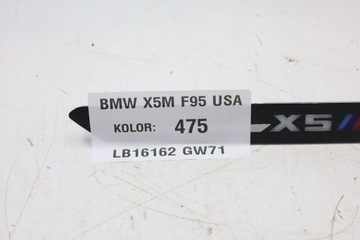 BMW X5M F95 USA
KOLOR: 475
LB16162 GW71
X5